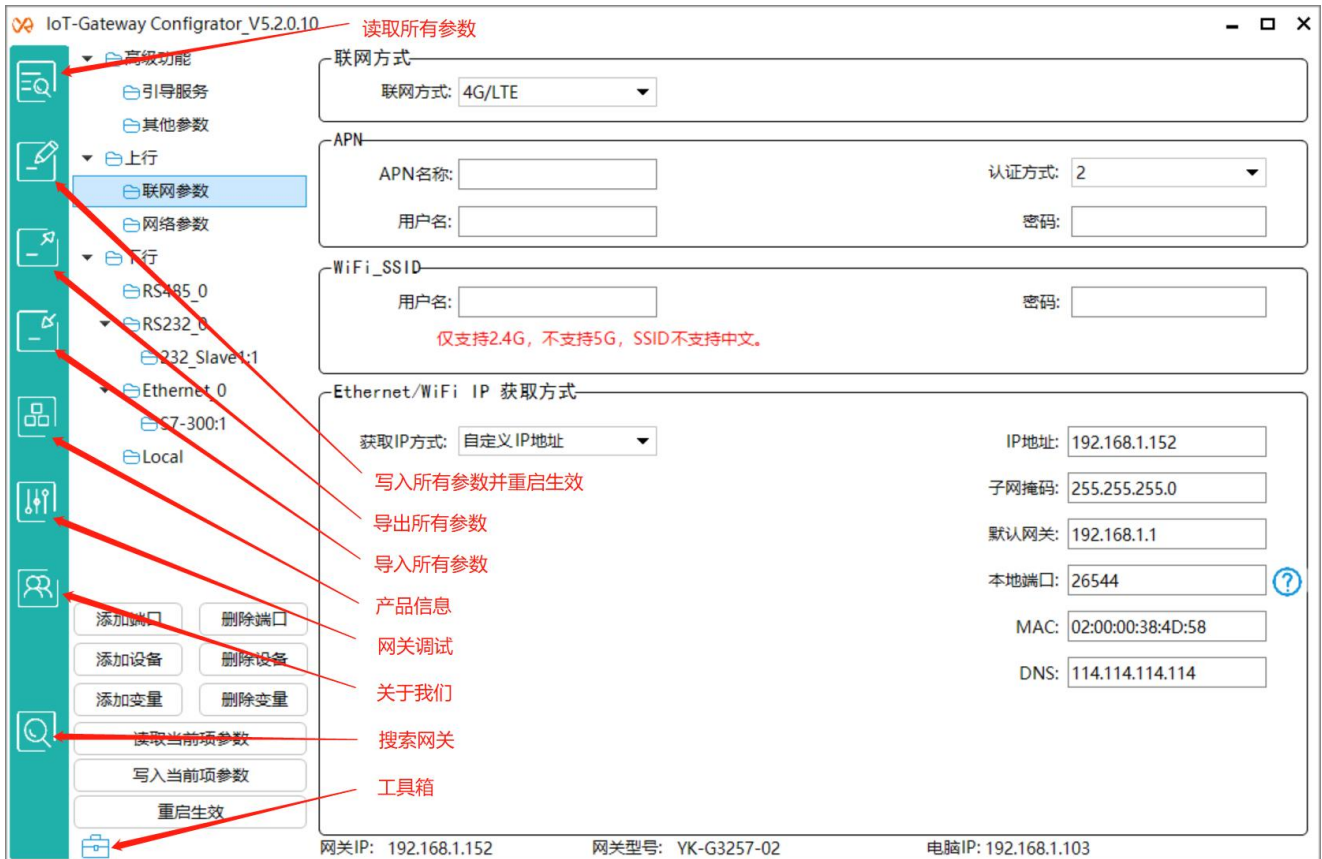 IoT-Gateway Configrator_V5.2.0.10
读取所有参数
高级功能
引导服务
其他参数
上行
联网参数
网络参数
下行
RS485_0
RS232_0
232_Slave1:1
Ethernet_0
S7-300:1
Local
添加端口 删除端口
添加设备 删除设备
添加变量 删除变量
读取当前项参数
写入当前项参数
重启生效
联网方式
联网方式: 4G/LTE
APN
APN名称: 认证方式: 2
用户名: 密码:
WiFi_SSID
用户名: 密码:
仅支持2.4G，不支持5G，SSID不支持中文。
Ethernet/WiFi IP 获取方式
获取IP方式: 自定义IP地址 IP地址: 192.168.1.152
子网掩码: 255.255.255.0
默认网关: 192.168.1.1
本地端口: 26544 ?
MAC: 02:00:00:38:4D:58
DNS: 114.114.114.114
写入所有参数并重启生效
导出所有参数
导入所有参数
产品信息
网关调试
关于我们
搜索网关
工具箱
网关IP: 192.168.1.152 网关型号: YK-G3257-02 电脑IP: 192.168.1.103